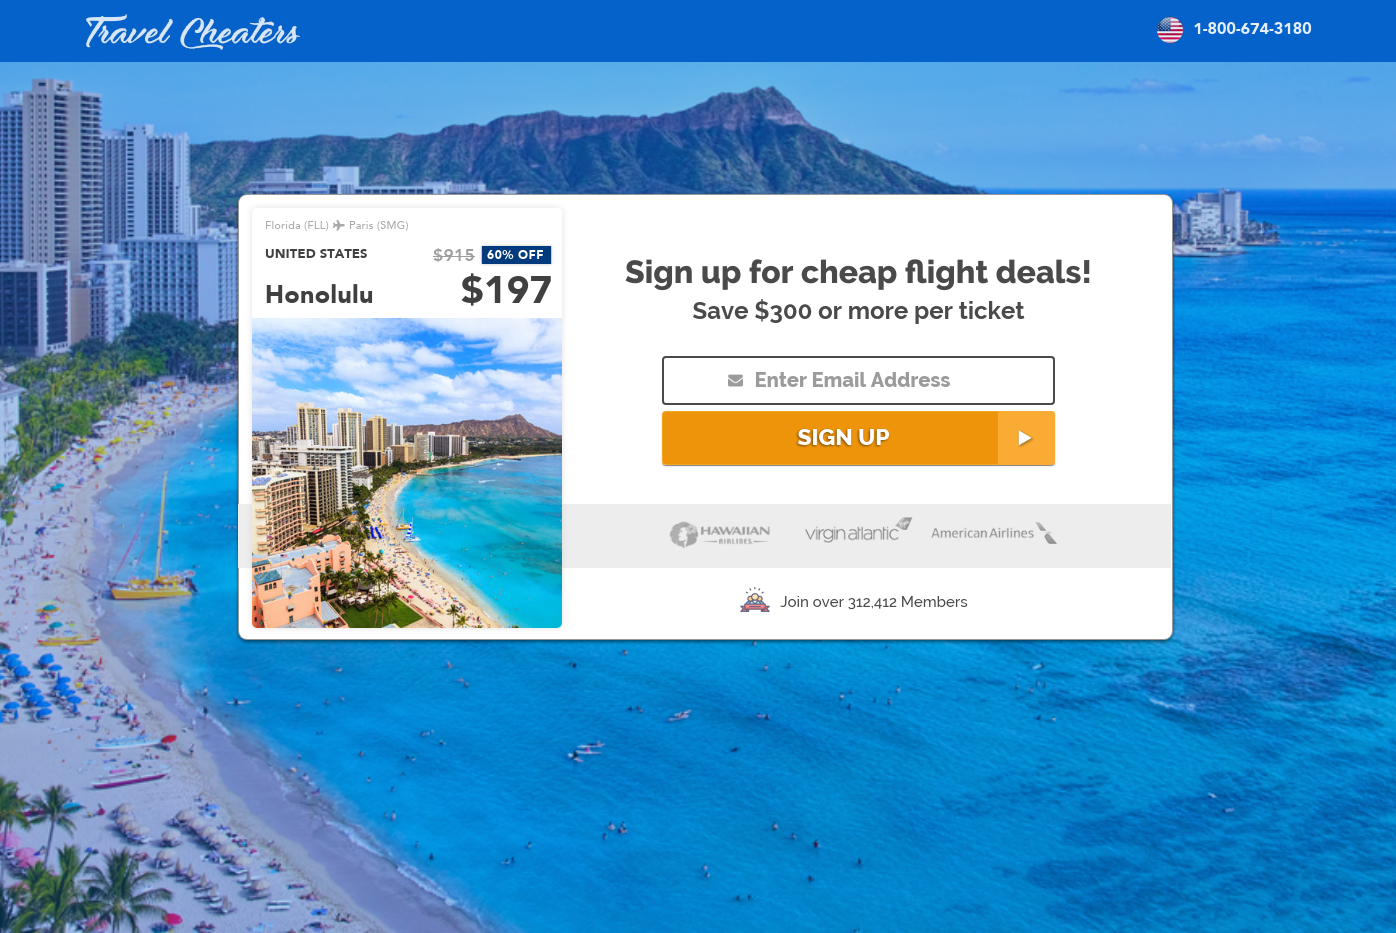 Travel Cheaters
1-800-674-3180
Florida (FLL) Paris (SMG)
UNITED STATES
$915 60% OFF
Honolulu
$197
Sign up for cheap flight deals!
Save $300 or more per ticket
Enter Email Address
SIGN UP
HAWAIIAN
AIRLINES
virgin atlantic
American Airlines
Join over 312,412 Members